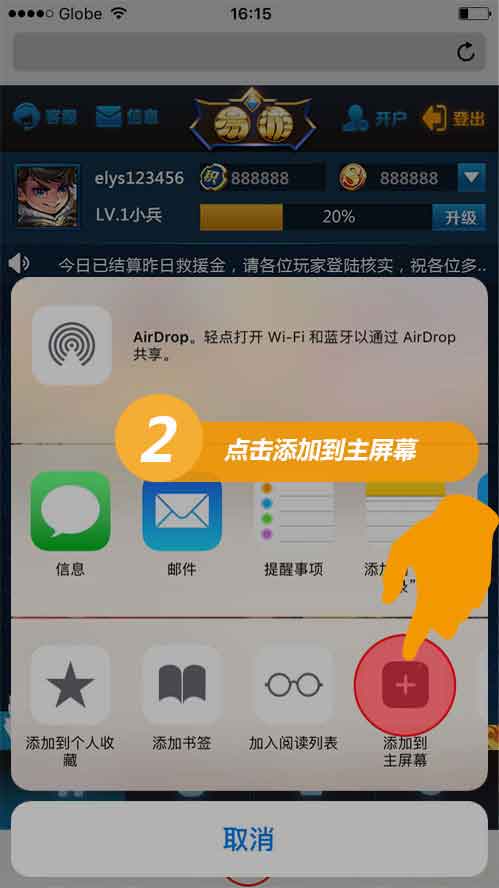 Globe
16:15
客服
信息
易游
开户
登出
elys123456
888888
888888
LV.1小兵
20%
升级
今日已结算昨日救援金，请各位玩家登陆核实，祝各位多..
AirDrop。轻点打开 Wi-Fi 和蓝牙以通过 AirDrop
共享。
2
点击添加到主屏幕
信息
邮件
提醒事项
添加
添加到个人收
藏
添加书签
加入阅读列表
添加到
主屏幕
取消